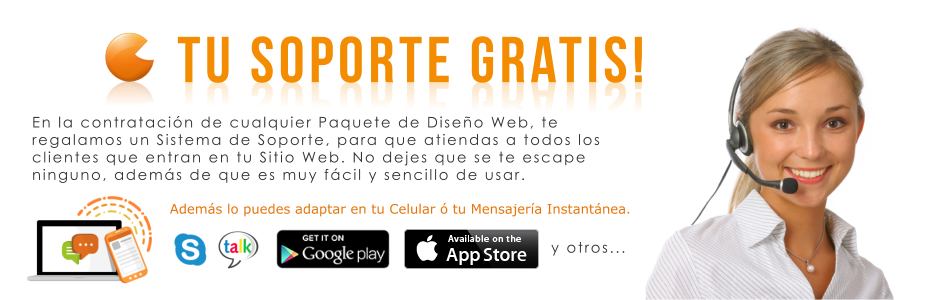 TU SOPORTE GRATIS!
En la contratación de cualquier Paquete de Diseño Web, te
regalamos un Sistema de Soporte, para que atiendas a todos los
clientes que entran en tu Sitio Web. No dejes que se te escape
ninguno, además de que es muy fácil y sencillo de usar.
Además lo puedes adaptar en tu Celular ó tu Mensajería Instantánea.
S
talk
GET IT ON
Google play
Available on the
App Store
y otros...